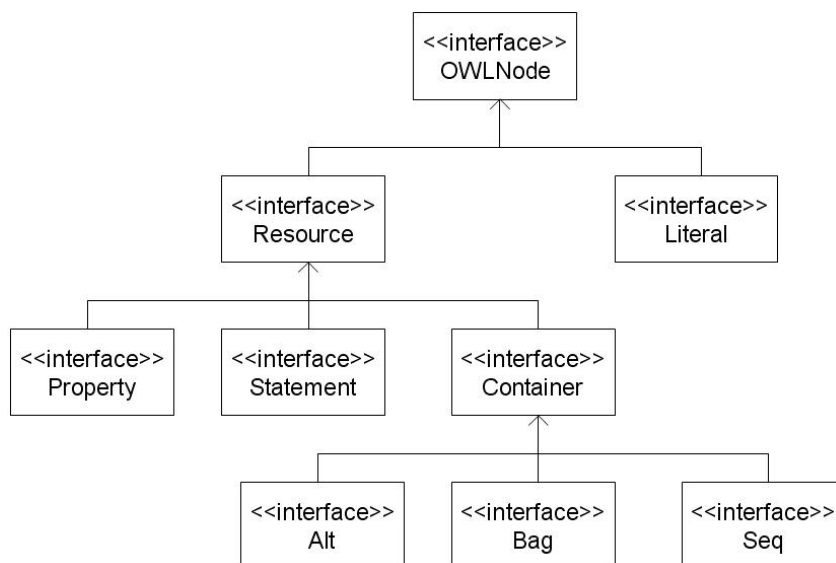 <<interface>>
OWLNode
<<interface>>
Resource
<<interface>>
Literal
<<interface>>
Property
<<interface>>
Statement
<<interface>>
Container
<<interface>>
Alt
<<interface>>
Bag
<<interface>>
Seq